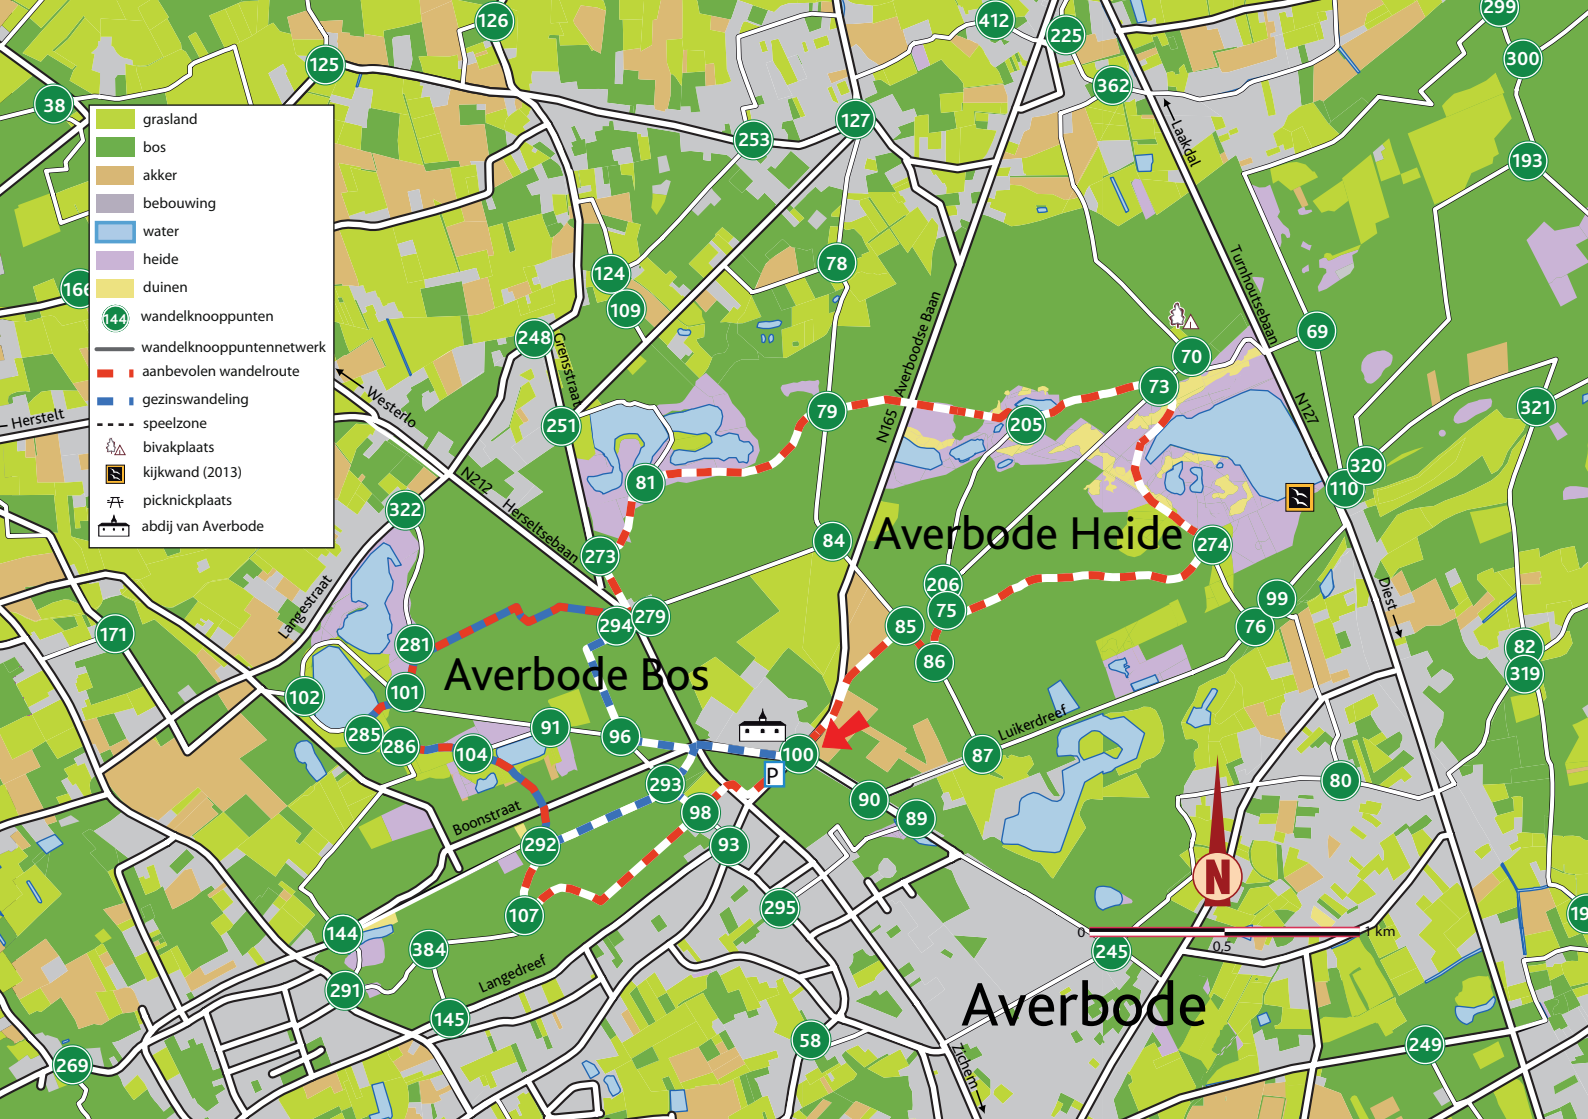 126
412
225
299
125
300
38
362
127
253
Laakdal
193
grasland
bos
akker
bebouwing
water
heide
duinen
144 wandelknooppunten
wandelknooppuntennetwerk
aanbevolen wandelroute
gezinswandeling
speelzone
bivakplaats
kijkwand (2013)
picknickplaats
abdij van Averbode
166
124
78
109
Turnhoutsebaan
69
248
Grensstraat
N165 Averboodse Baan
70
73
Westerlo
Herstelt
79
205
N127
321
251
320
110
81
N212 Herseltsebaan
322
84
Averbode Heide
274
273
206
75
99
76
Diest
Langestraat
171
281
294
279
85
86
82
319
Averbode Bos
102
101
285
286
91
96
104
100
Luikerdreef
87
P
293
98
90
89
80
Boonstraat
292
93
N
107
295
144
384
0
0,5
1 km
245
291
Langedreef
145
Averbode
58
Zichem
249
269